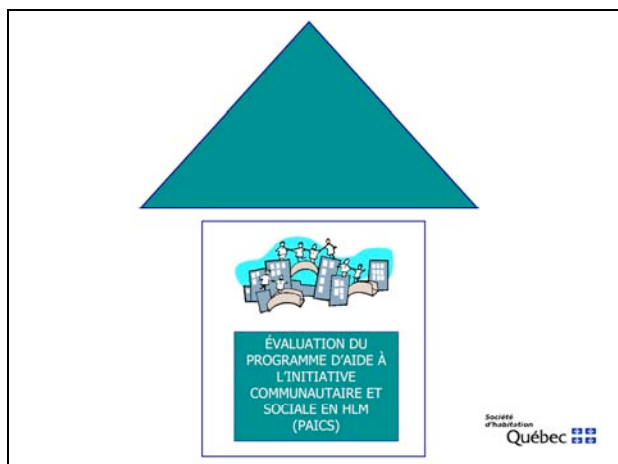 ÉVALUATION DU
PROGRAMME D'AIDE À
L'INITIATIVE
COMMUNAUTAIRE ET
SOCIALE EN HLM
(PAICS)
Société
d'habitation
Québec